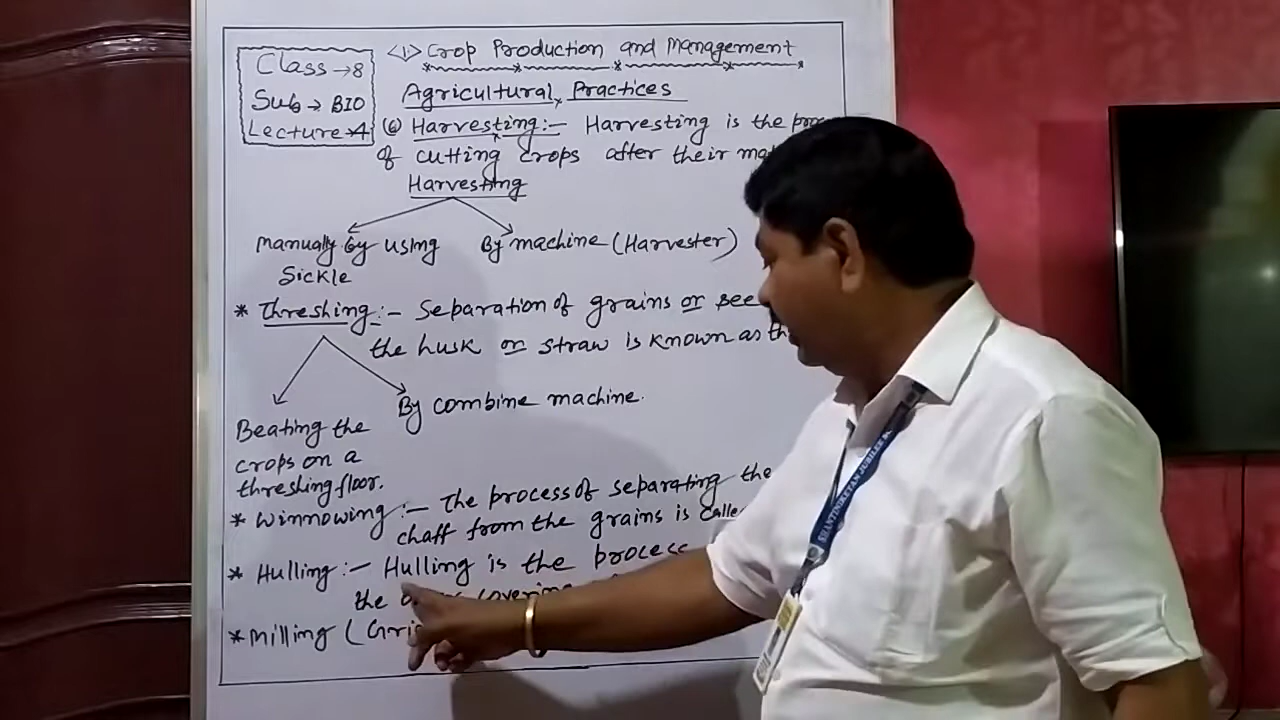 Class → 8
Sub → BIO
Lecture → 4
<1> Crop Production and Management
Agricultural Practices
(6) Harvesting:- Harvesting is the
of cutting crops after their
Harvesting
Manually by using
Sickle
By machine (Harvester)
* Threshing:- Separation of grains or
the husk or straw is known as
Beating the
crops on a
threshing floor.
By combine machine.
* Winnowing:- The process of separating the
chaff from the grains is
* Hulling:- Hulling is the process
the covering
* Milling (
SHANTINIKETAN JUBILEE